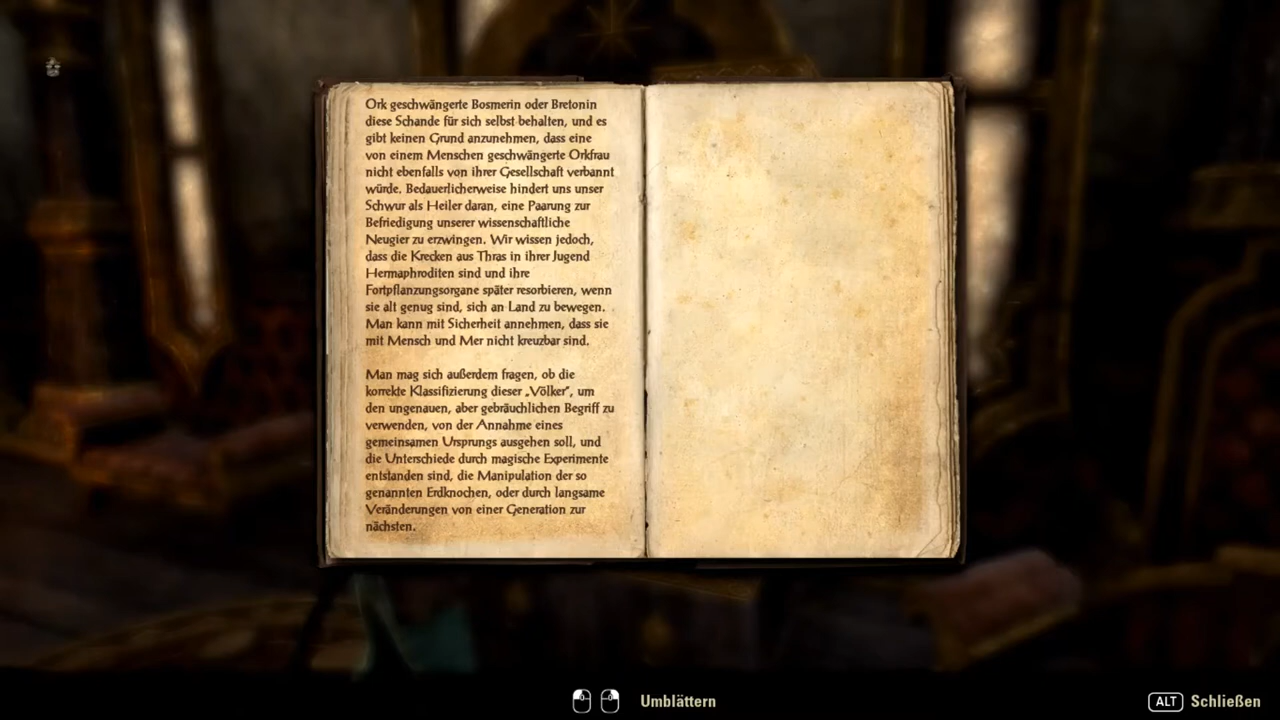 Ork geschwängerte Bosmerin oder Bretonin
diese Schande für sich selbst behalten, und es
gibt keinen Grund anzunehmen, dass eine
von einem Menschen geschwängerte Orkfrau
nicht ebenfalls von ihrer Gesellschaft verbannt
würde. Bedauerlicherweise hindert uns unser
Schwur als Heiler daran, eine Paarung zur
Befriedigung unserer wissenschaftliche
Neugier zu erzwingen. Wir wissen jedoch,
dass die Krecken aus Thras in ihrer Jugend
Hermaphroditen sind und ihre
Fortpflanzungsorgane später resorbieren, wenn
sie alt genug sind, sich an Land zu bewegen.
Man kann mit Sicherheit annehmen, dass sie
mit Mensch und Mer nicht kreuzbar sind.
Man mag sich außerdem fragen, ob die
korrekte Klassifizierung dieser „Völker“, um
den ungenauen, aber gebräuchlichen Begriff zu
verwenden, von der Annahme eines
gemeinsamen Ursprungs ausgehen soll, und
die Unterschiede durch magische Experimente
entstanden sind, die Manipulation der so
genannten Erdknochen, oder durch langsame
Veränderungen von einer Generation zur
nächsten.
Umblättern
ALT Schließen